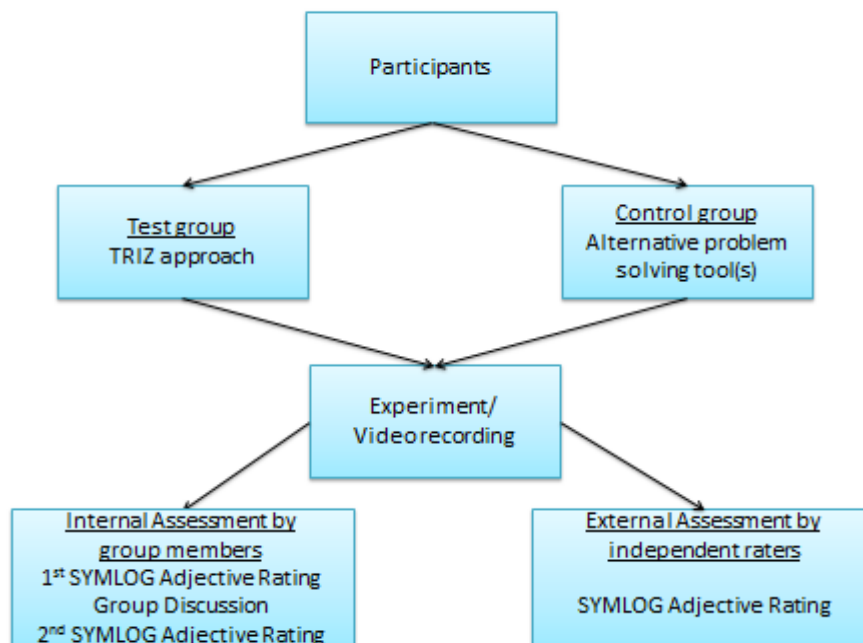 Participants
Test group
TRIZ approach
Control group
Alternative problem
solving tool(s)
Experiment/
Video recording
Internal Assessment by
group members
1st SYMLOG Adjective Rating
Group Discussion
2nd SYMLOG Adjective Rating
External Assessment by
independent raters
SYMLOG Adjective Rating